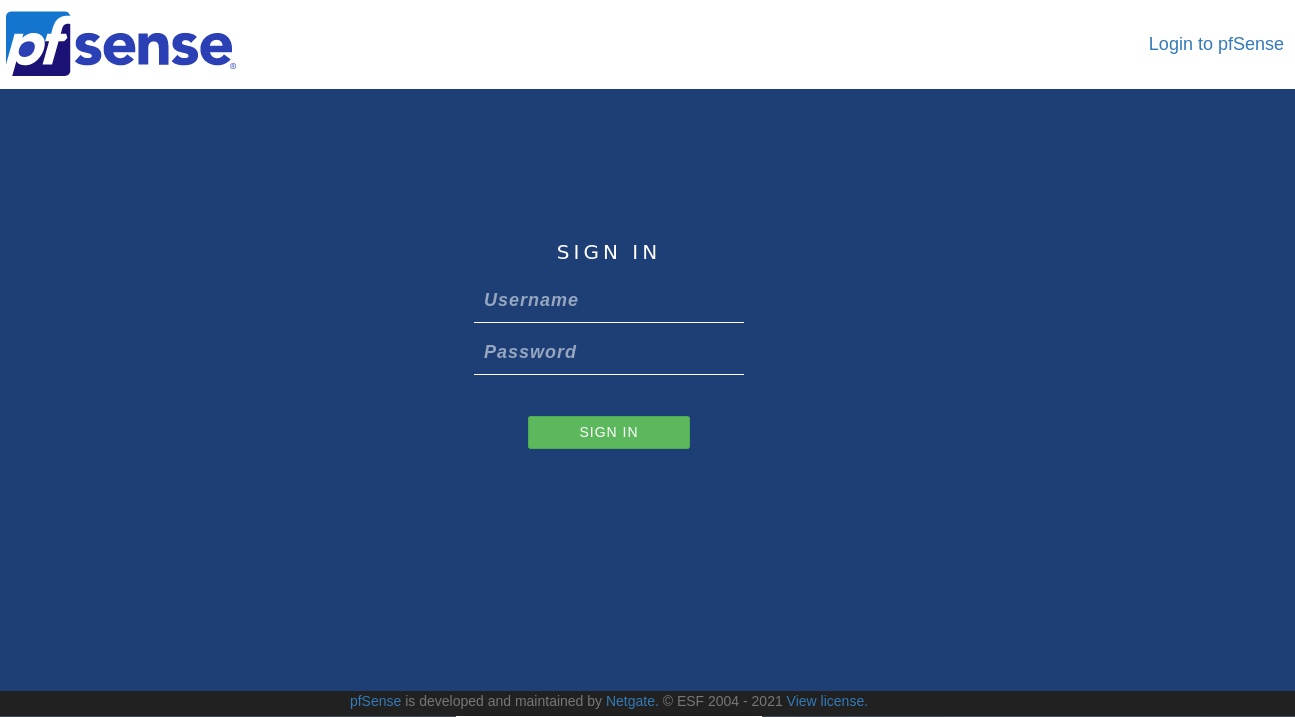 pfsense®
Login to pfSense
SIGN IN
Username
Password
SIGN IN
pfSense is developed and maintained by Netgate. © ESF 2004 - 2021 View license.